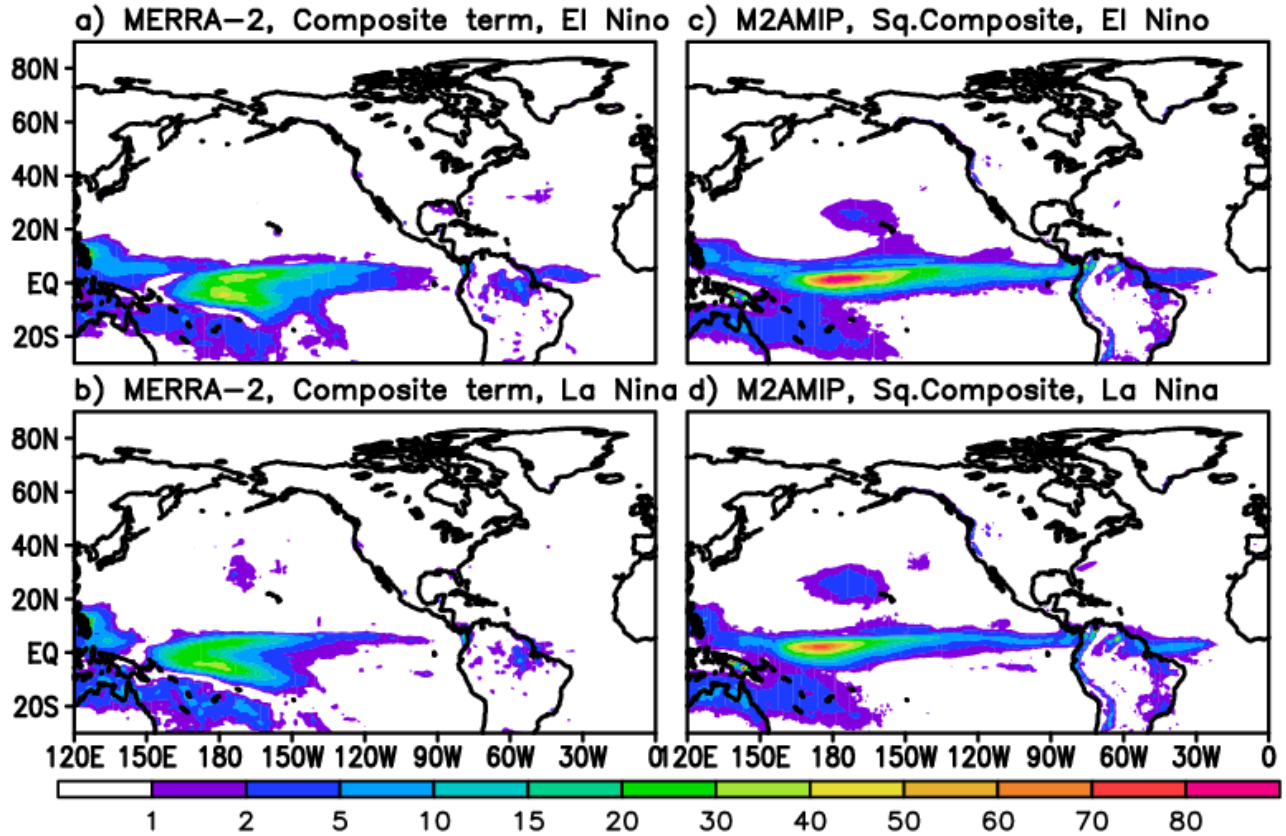 a) MERRA-2, Composite term, El Nino
c) M2AMIP, Sq.Composite, El Nino
80N
60N
40N
20N
EQ
20S
b) MERRA-2, Composite term, La Nina
d) M2AMIP, Sq.Composite, La Nina
80N
60N
40N
20N
EQ
20S
120E 150E 180 150W 120W 90W 60W 30W 0
120E 150E 180 150W 120W 90W 60W 30W 0
1 2 5 10 15 20 30 40 50 60 70 80